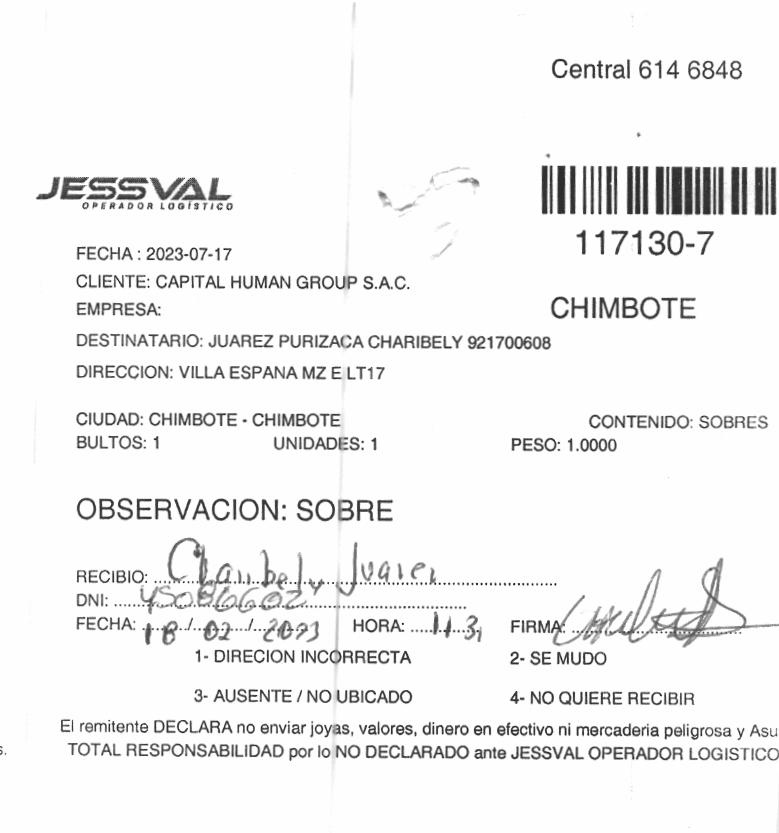 Central 614 6848
JESSVAL
OPERADOR LOGÍSTICO
117130-7
FECHA : 2023-07-17
CLIENTE: CAPITAL HUMAN GROUP S.A.C.
EMPRESA:
CHIMBOTE
DESTINATARIO: JUAREZ PURIZACA CHARIBELY 921700608
DIRECCION: VILLA ESPANA MZ E LT17
CIUDAD: CHIMBOTE - CHIMBOTE CONTENIDO: SOBRES
BULTOS: 1 UNIDADES: 1 PESO: 1.0000
OBSERVACION: SOBRE
RECIBIO: Charibely Juarez
DNI: 45086602
FECHA: 18 / 02 / 2023 HORA: FIRMA:
1- DIRECION INCORRECTA 2- SE MUDO
3- AUSENTE / NO UBICADO 4- NO QUIERE RECIBIR
El remitente DECLARA no enviar joyas, valores, dinero en efectivo ni mercaderia peligrosa y Asu
s. TOTAL RESPONSABILIDAD por lo NO DECLARADO ante JESSVAL OPERADOR LOGISTICO